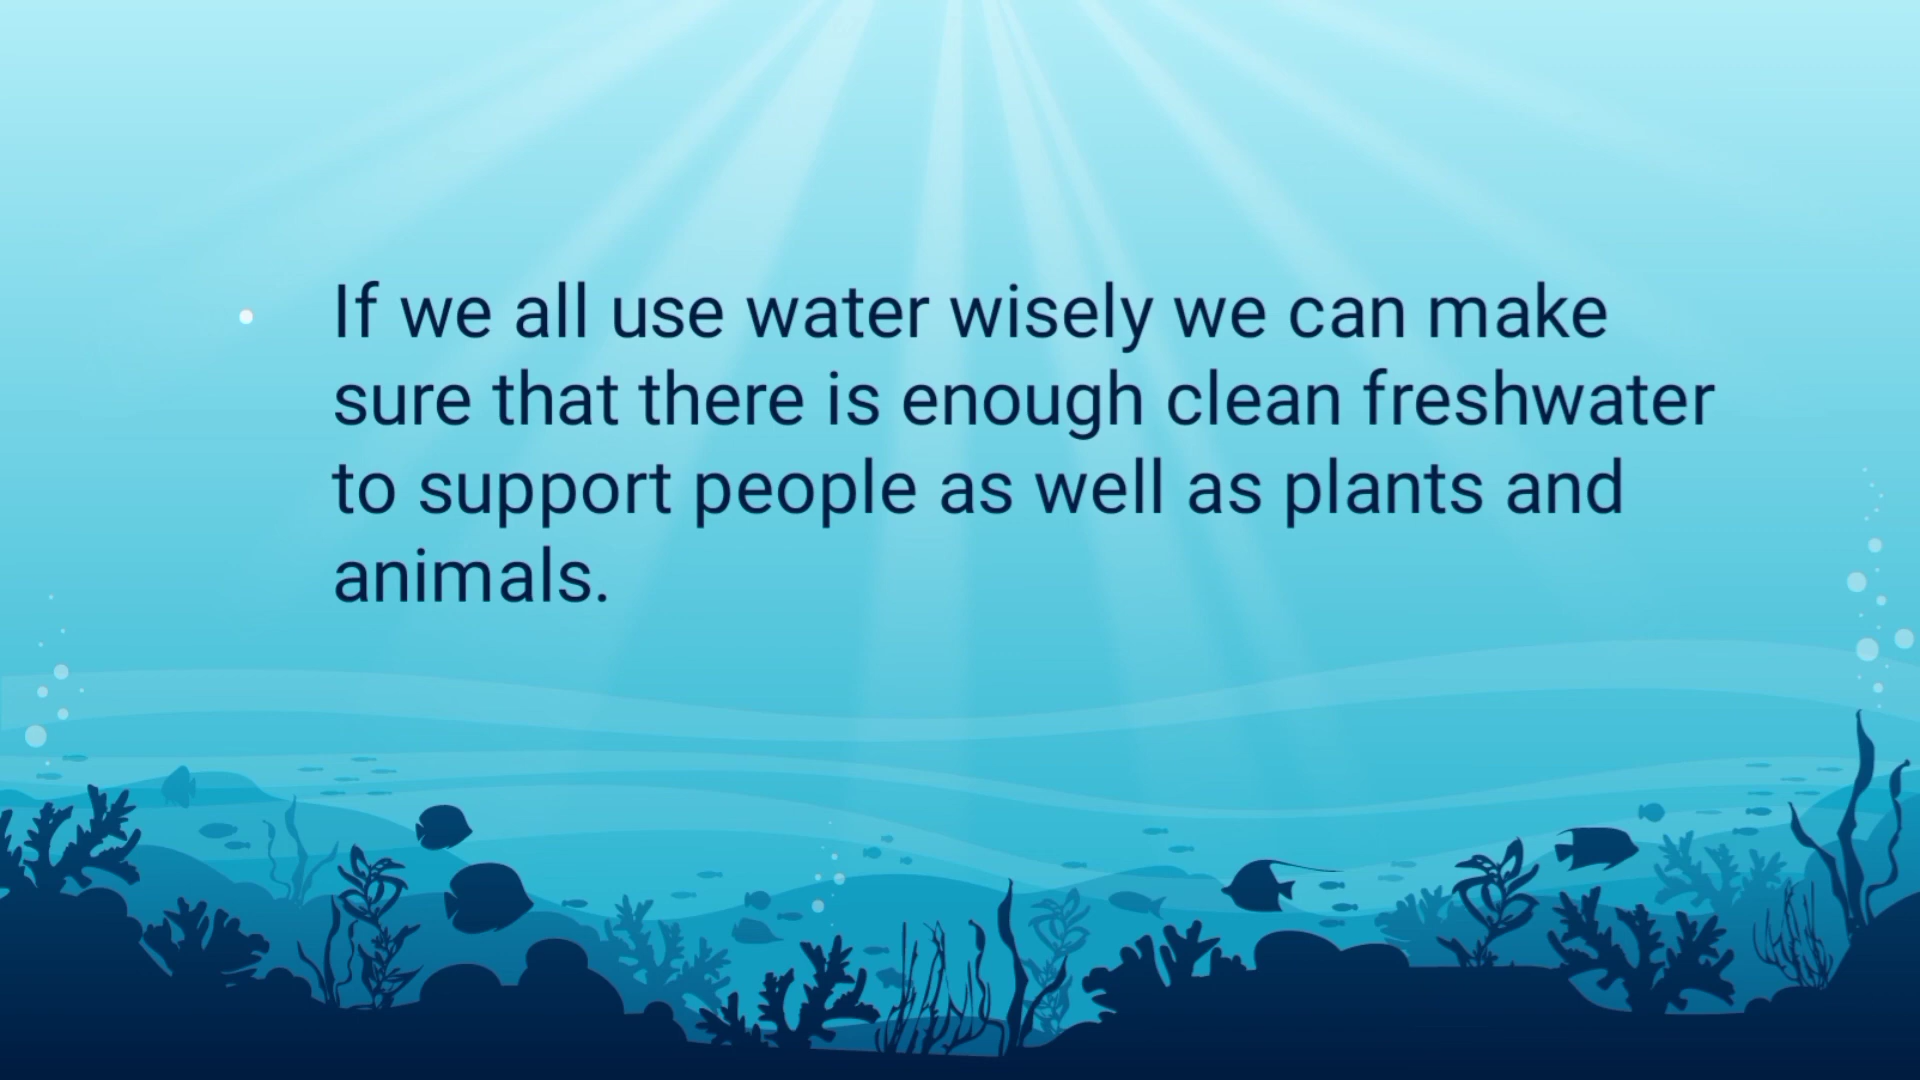 If we all use water wisely we can make
sure that there is enough clean freshwater
to support people as well as plants and
animals.